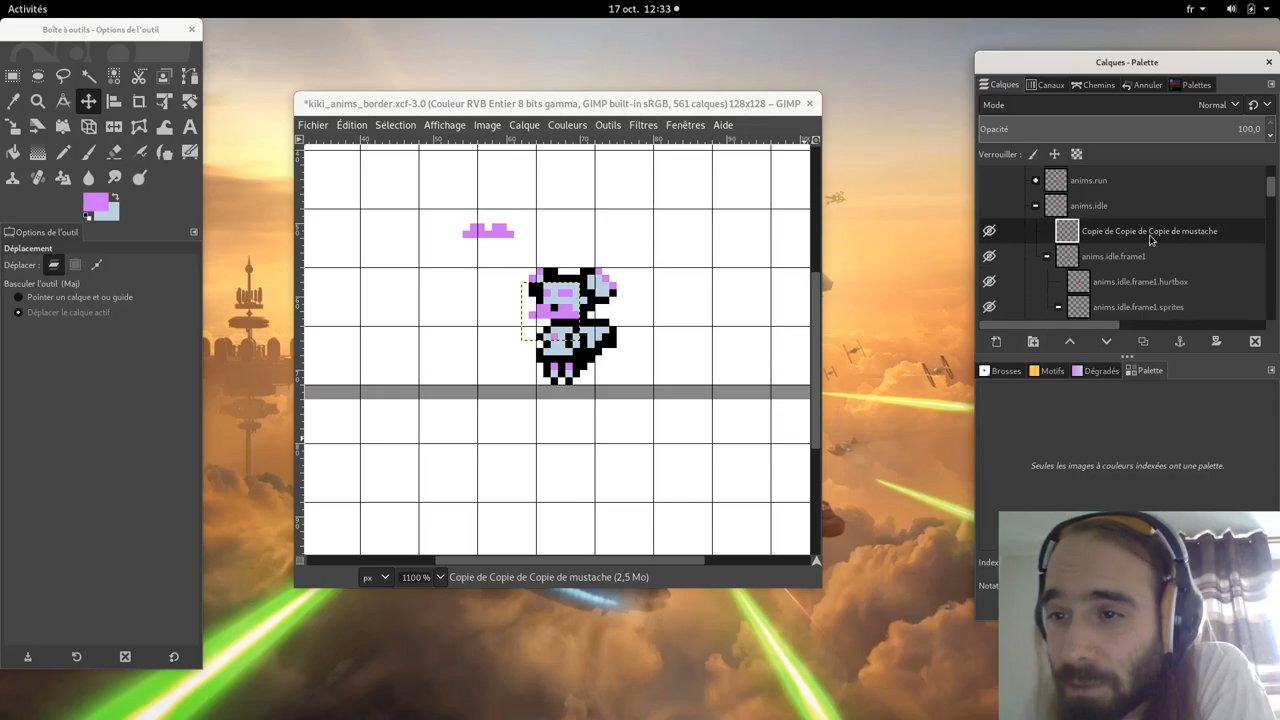 Activités
17 oct. 12:33
fr
Boîte à outils - Options de l'outil
Options de l'outil
Déplacement
Déplacer :
Basculer l'outil (Maj)
Pointer un calque et ou guide
Déplacer le calque actif
*kiki_anims_border.xcf-3.0 (Couleur RVB Entier 8 bits gamma, GIMP built-in sRGB, 561 calques) 128x128 – GIMP
Fichier Édition Sélection Affichage Image Calque Couleurs Outils Filtres Fenêtres Aide
px 1100 % Copie de Copie de Copie de mustache (2,5 Mo)
Calques - Palette
Calques Canaux Chemins Annuler Palettes
Mode Normal
Opacité 100,0
Verrouiller :
anims.run
anims.idle
Copie de Copie de Copie de mustache
anims.idle.frame1
anims.idle.frame1.hurtbox
anims.idle.frame1.sprites
Brosses Motifs Dégradés Palette
Seules les images à couleurs indexées ont une palette.